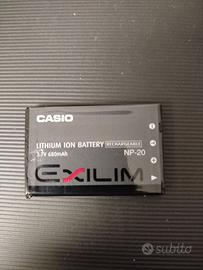 CASIO
LITHIUM ION BATTERY RECHARGEABLE
3.7V 680mAh NP-20
EXILIM
subito